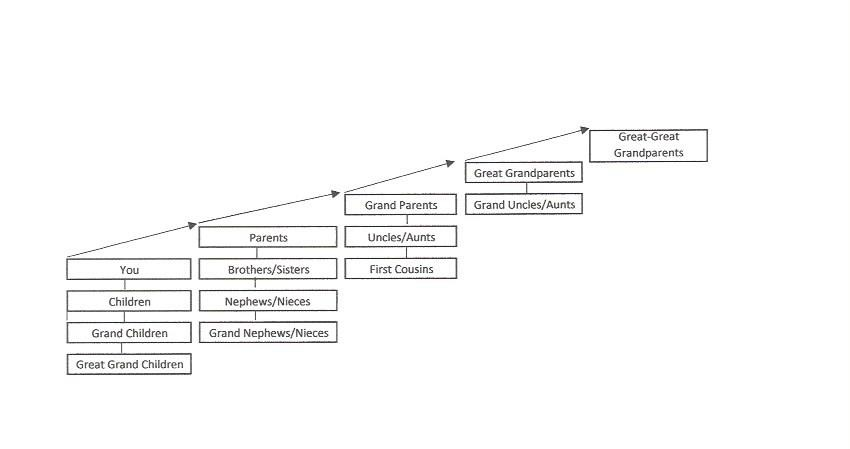 Great-Great
Grandparents
Great Grandparents
Grand Parents
Grand Uncles/Aunts
Parents
Uncles/Aunts
You
Brothers/Sisters
First Cousins
Children
Nephews/Nieces
Grand Children
Grand Nephews/Nieces
Great Grand Children